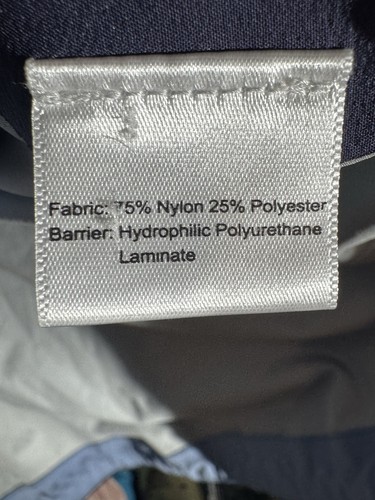 Fabric: 75% Nylon 25% Polyester
Barrier: Hydrophilic Polyurethane
Laminate